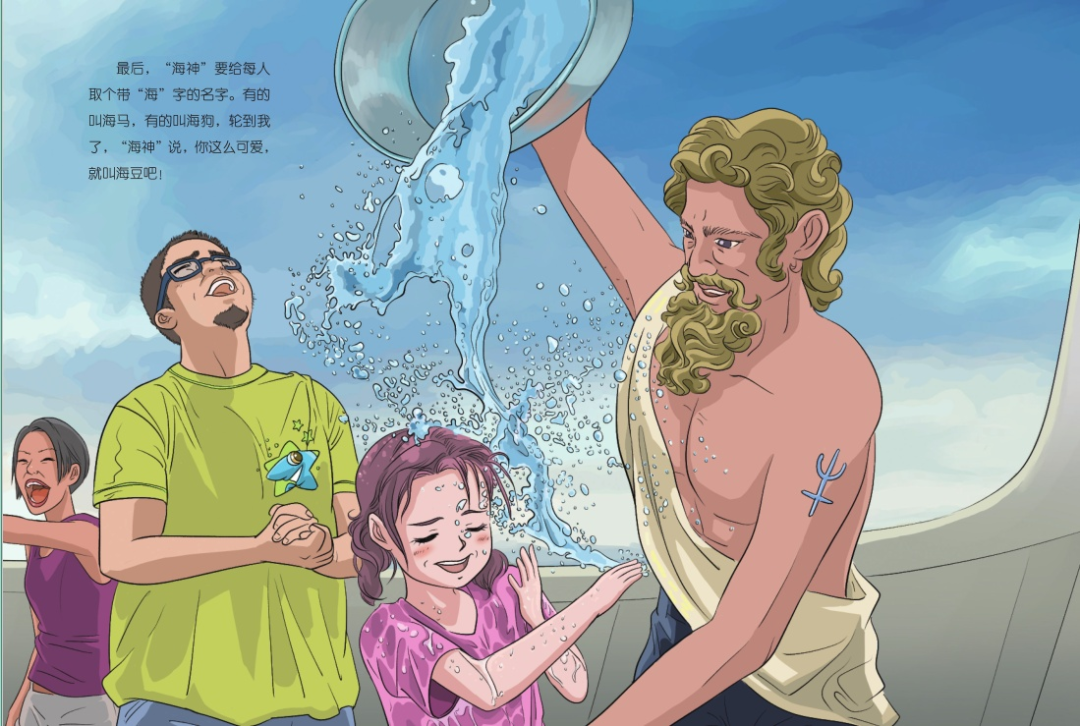 最后，“海神”要给每人
取个带“海”字的名字。有的
叫海马，有的叫海狗，轮到我
了，“海神”说，你这么可爱，
就叫海豆吧！